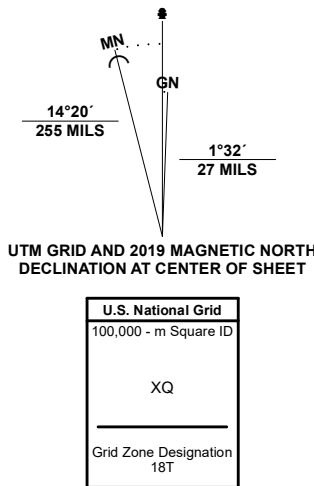 MN
GN
14°20´
255 MILS
1°32´
27 MILS
UTM GRID AND 2019 MAGNETIC NORTH
DECLINATION AT CENTER OF SHEET
U.S. National Grid
100,000 - m Square ID
XQ
Grid Zone Designation
18T